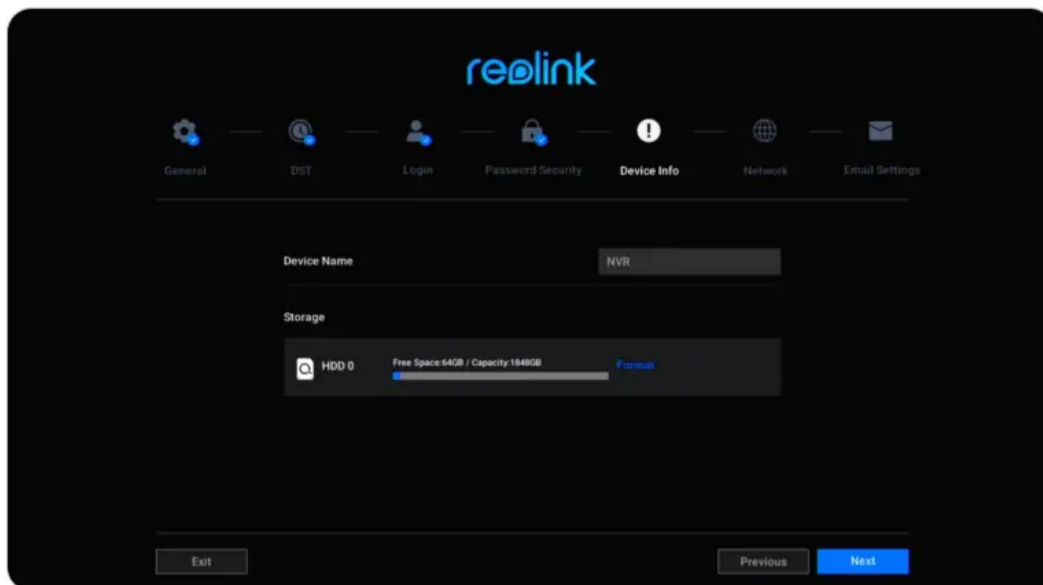 reolink
General DST Login Password Security Device Info Network Email Settings
Device Name NVR
Storage
HDD 0 Free Space:64GB / Capacity:1848GB Format
Exit Previous Next